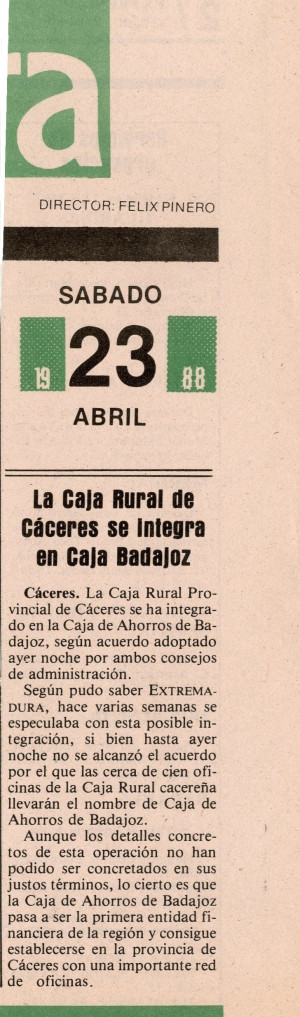 ra
DIRECTOR: FELIX PINERO
SABADO
19 23 88
ABRIL
La Caja Rural de
Cáceres se integra
en Caja Badajoz
Cáceres. La Caja Rural Pro-
vincial de Cáceres se ha integra-
do en la Caja de Ahorros de Ba-
dajoz, según acuerdo adoptado
ayer noche por ambos consejos
de administración.
Según pudo saber EXTREMA-
DURA, hace varias semanas se
especulaba con esta posible in-
tegración, si bien hasta ayer
noche no se alcanzó el acuerdo
por el que las cerca de cien ofi-
cinas de la Caja Rural cacereña
llevarán el nombre de Caja de
Ahorros de Badajoz.
Aunque los detalles concre-
tos de esta operación no han
podido ser concretados en sus
justos términos, lo cierto es que
la Caja de Ahorros de Badajoz
pasa a ser la primera entidad fi-
nanciera de la región y consigue
establecerse en la provincia de
Cáceres con una importante red
de oficinas.